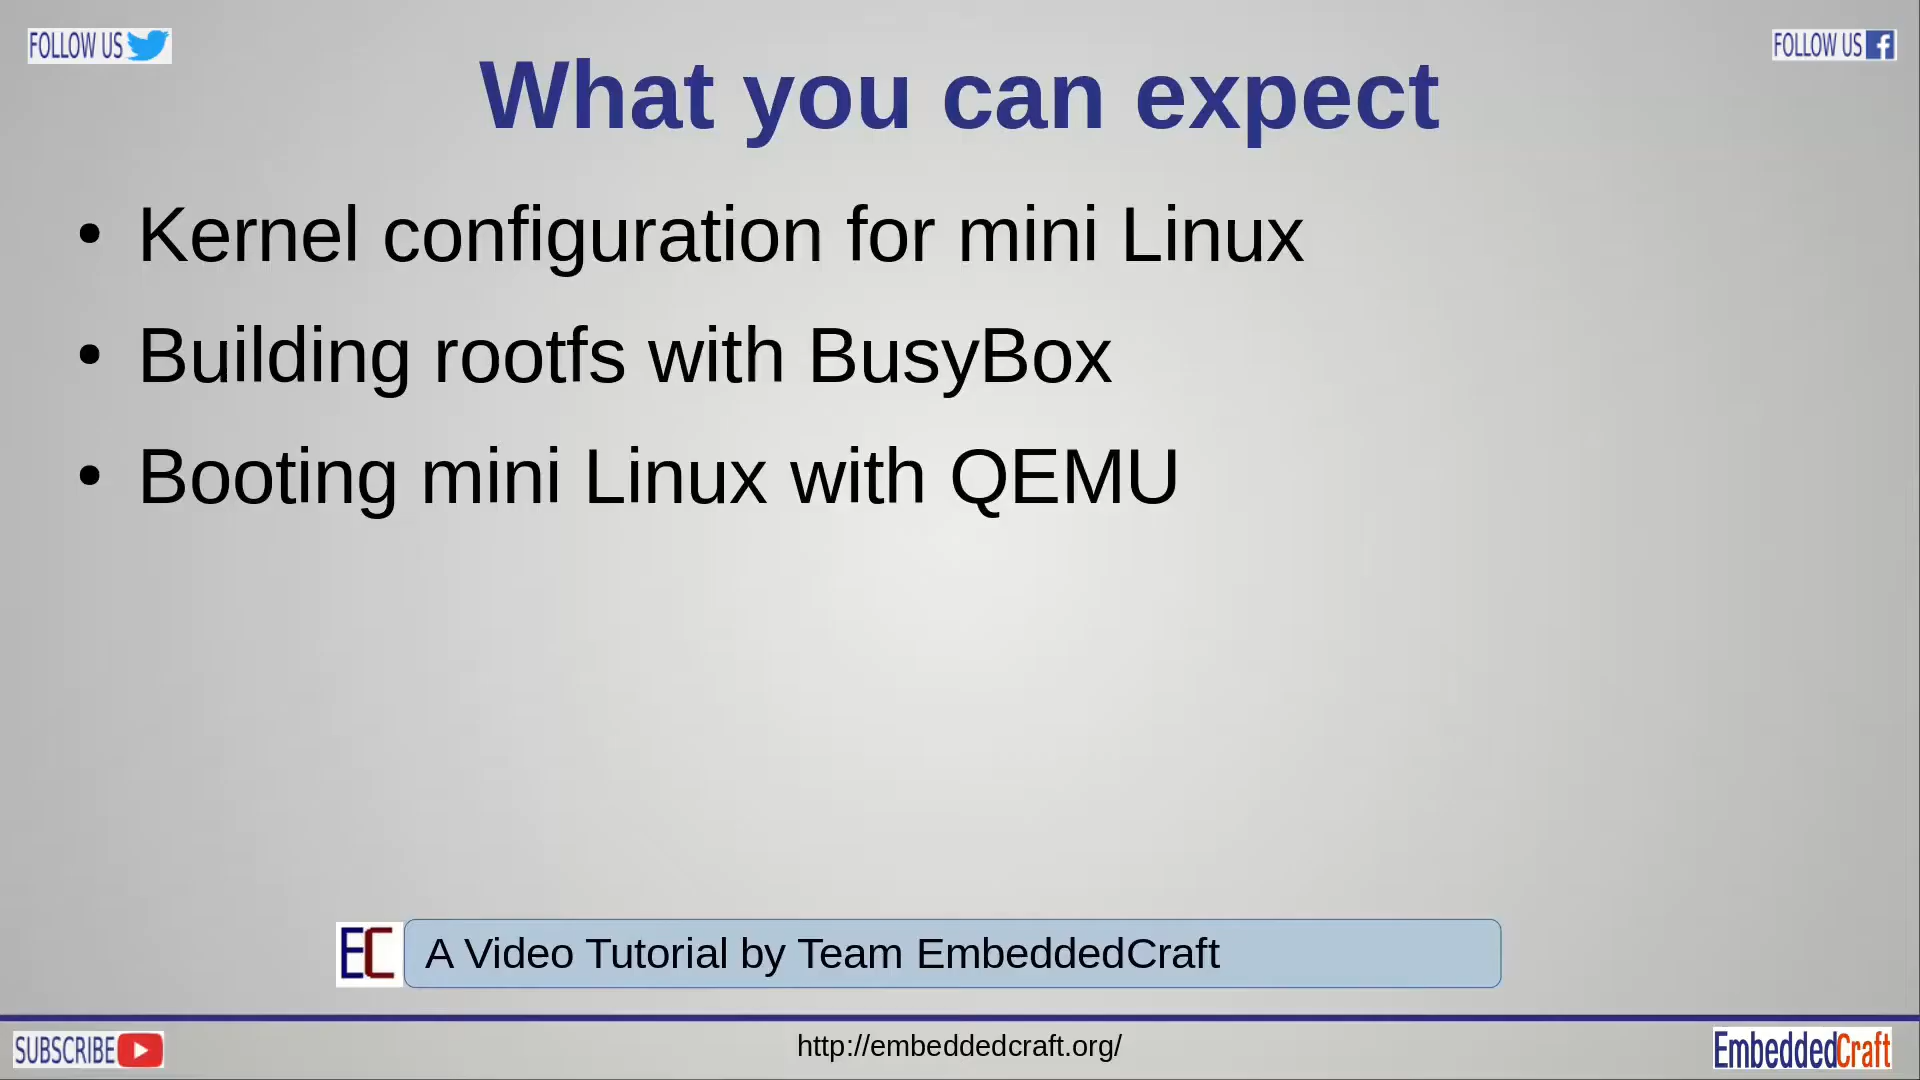 FOLLOW US
FOLLOW US
What you can expect
• Kernel configuration for mini Linux
• Building rootfs with BusyBox
• Booting mini Linux with QEMU
EC
A Video Tutorial by Team EmbeddedCraft
SUBSCRIBE
http://embeddedcraft.org/
EmbeddedCraft